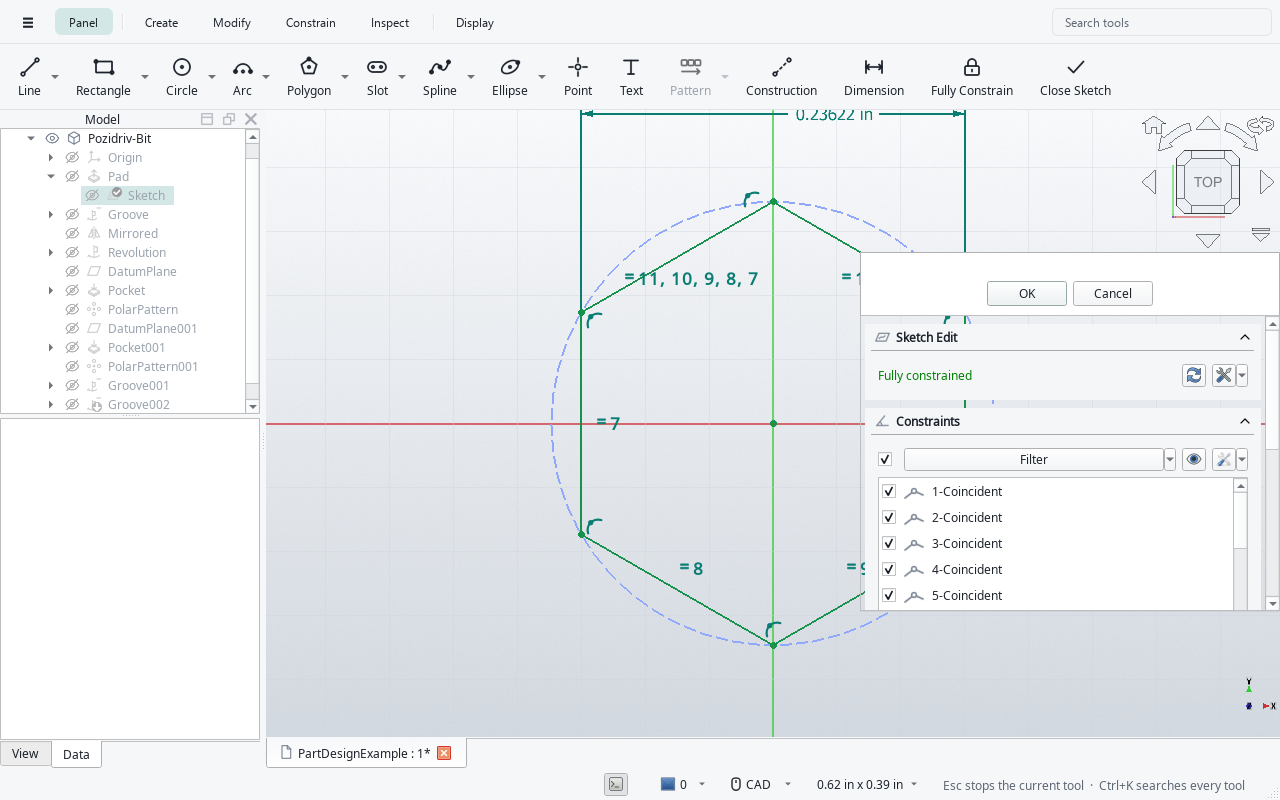 Panel
Create
Modify
Constrain
Inspect
Display
Search tools
Line
Rectangle
Circle
Arc
Polygon
Slot
Spline
Ellipse
Point
Text
Pattern
Construction
Dimension
Fully Constrain
Close Sketch
Model
Pozidriv-Bit
Origin
Pad
Sketch
Groove
Mirrored
Revolution
DatumPlane
Pocket
PolarPattern
DatumPlane001
Pocket001
PolarPattern001
Groove001
Groove002
View
Data
0.23622 in
=11, 10, 9, 8, 7
=7
=8
TOP
OK
Cancel
Sketch Edit
Fully constrained
Constraints
Filter
1-Coincident
2-Coincident
3-Coincident
4-Coincident
5-Coincident
Y
X
PartDesignExample : 1*
0
CAD
0.62 in x 0.39 in
Esc stops the current tool · Ctrl+K searches every tool